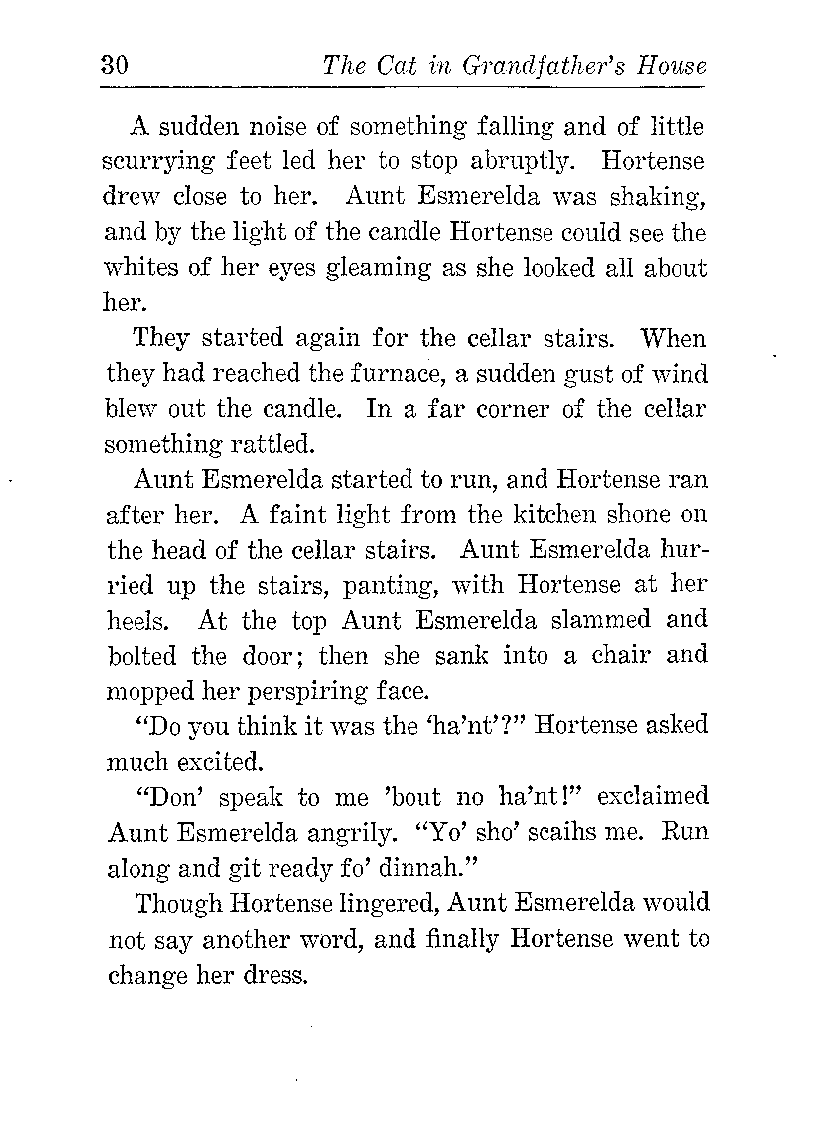 30 The Cat in Grandfather's House
A sudden noise of something falling and of little
scurrying feet led her to stop abruptly. Hortense
drew close to her. Aunt Esmerelda was shaking,
and by the light of the candle Hortense could see the
whites of her eyes gleaming as she looked all about
her.
They started again for the cellar stairs. When
they had reached the furnace, a sudden gust of wind
blew out the candle. In a far corner of the cellar
something rattled.
Aunt Esmerelda started to run, and Hortense ran
after her. A faint light from the kitchen shone on
the head of the cellar stairs. Aunt Esmerelda hur-
ried up the stairs, panting, with Hortense at her
heels. At the top Aunt Esmerelda slammed and
bolted the door; then she sank into a chair and
mopped her perspiring face.
“Do you think it was the ‘ha’nt’?” Hortense asked
much excited.
“Don’ speak to me ’bout no ha’nt!” exclaimed
Aunt Esmerelda angrily. “Yo’ sho’ scaihs me. Run
along and git ready fo’ dinnah.”
Though Hortense lingered, Aunt Esmerelda would
not say another word, and finally Hortense went to
change her dress.